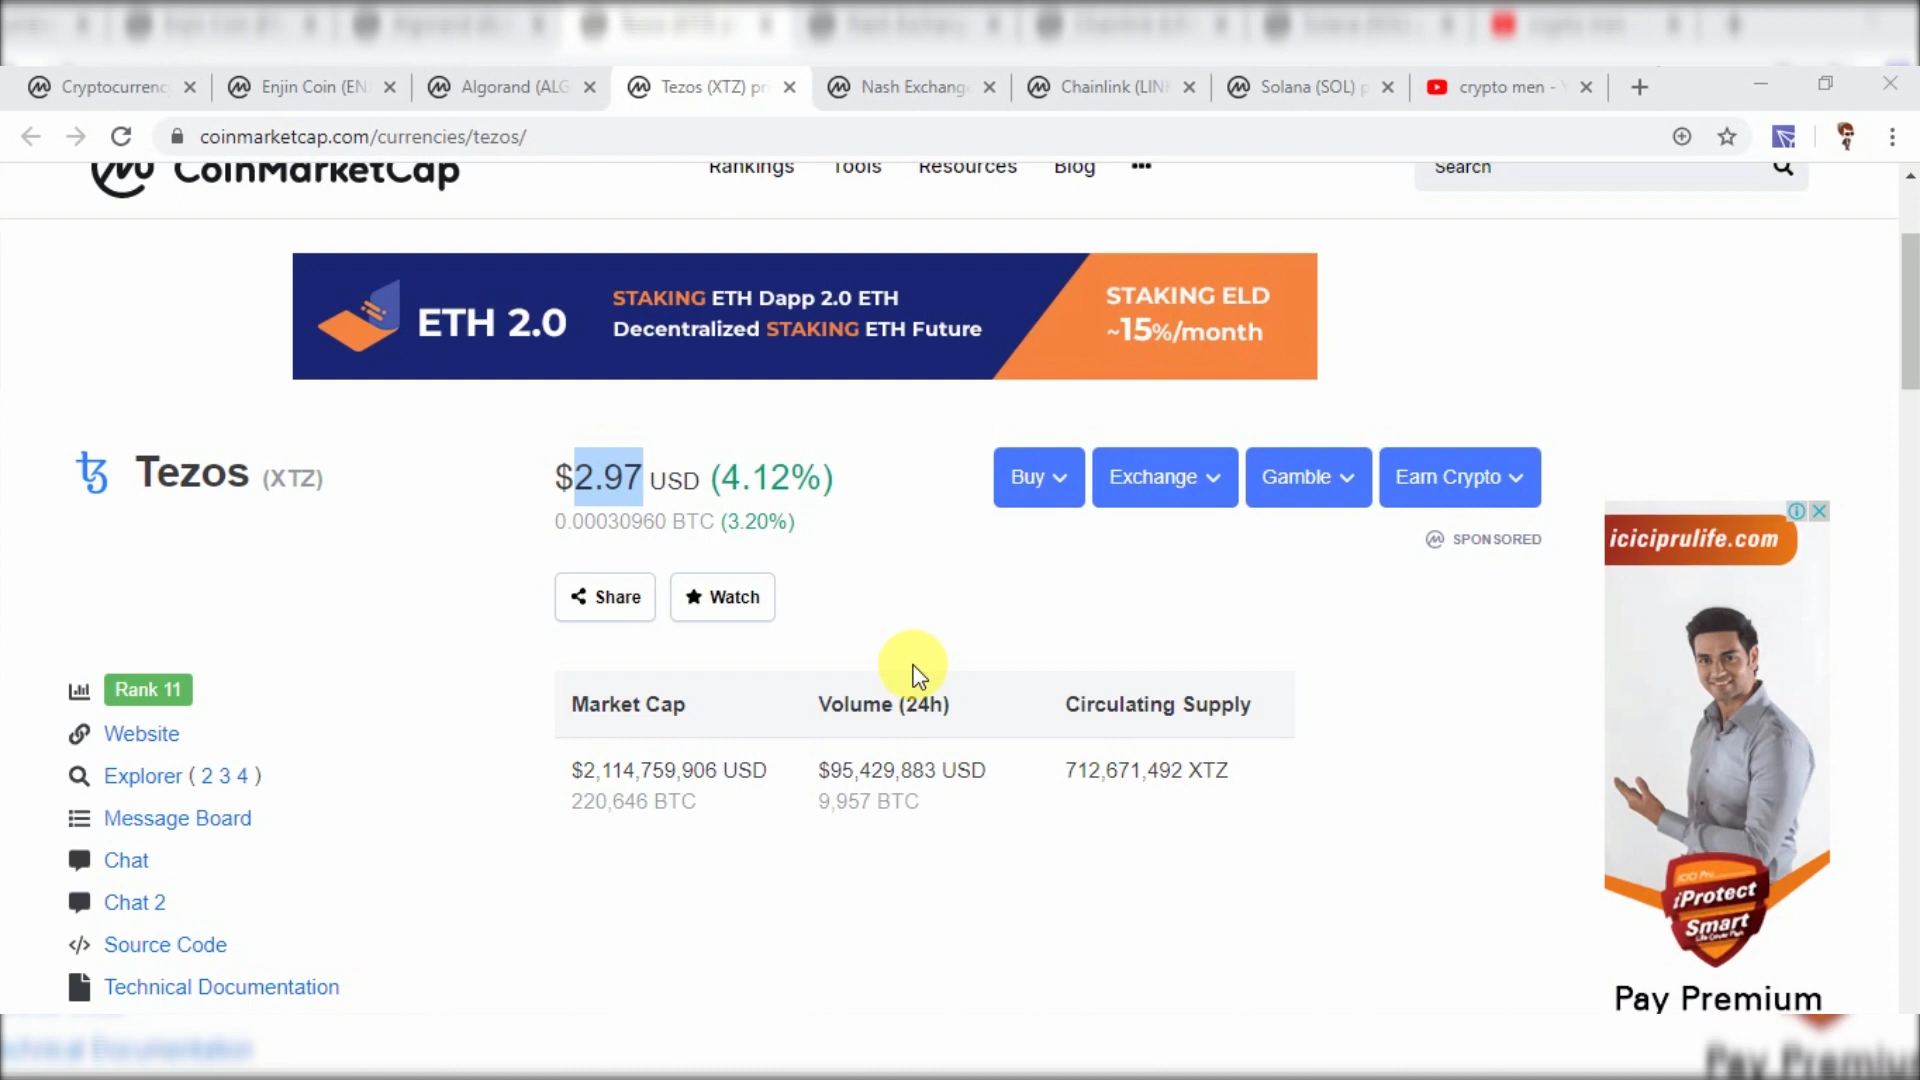 Cryptocurrenc
Enjin Coin (EN
Algorand (ALG
Tezos (XTZ) pri
Nash Exchang
Chainlink (LIN
Solana (SOL) p
crypto men -
coinmarketcap.com/currencies/tezos/
CoinMarketCap
Rankings
Tools
Resources
Blog
Search
ETH 2.0
STAKING ETH Dapp 2.0 ETH
Decentralized STAKING ETH Future
STAKING ELD
~15%/month
Tezos (XTZ)
$2.97 USD (4.12%)
0.00030960 BTC (3.20%)
Buy
Exchange
Gamble
Earn Crypto
SPONSORED
Share
Watch
iciciprulife.com
Rank 11
Website
Explorer ( 2 3 4 )
Message Board
Chat
Chat 2
Source Code
Technical Documentation
Market Cap
Volume (24h)
Circulating Supply
$2,114,759,906 USD
$95,429,883 USD
712,671,492 XTZ
220,646 BTC
9,957 BTC
iProtect
Smart
Pay Premium